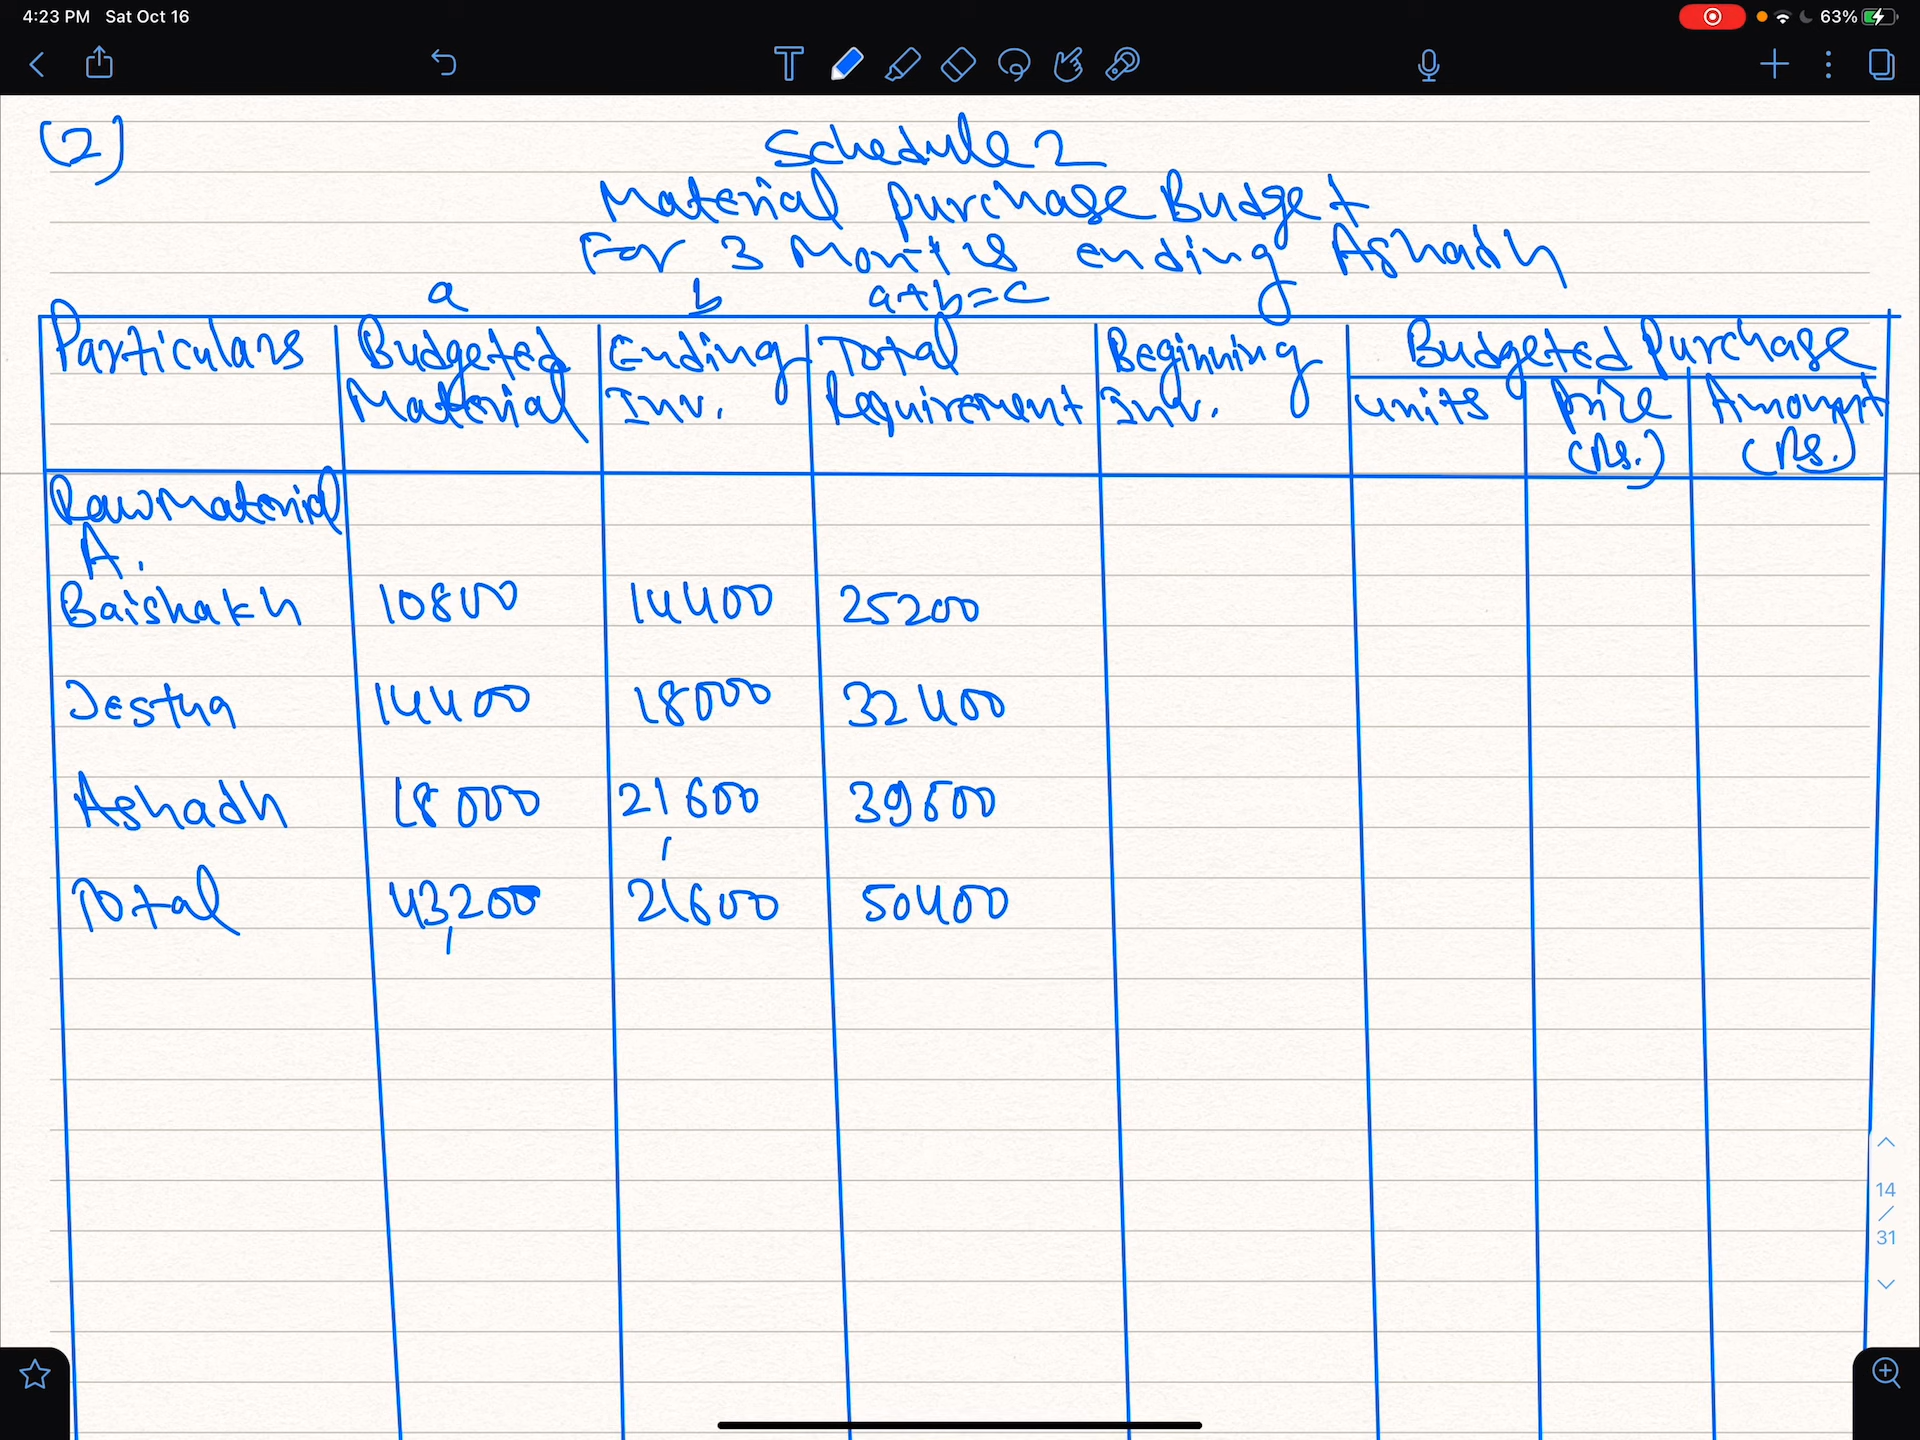 4:23 PM Sat Oct 16 63%
(2)
Schedule 2
Material purchase Budget
For 3 Months ending Ashadh
a b a+b=c
Particulars Budgeted Material Ending Inv. Total Requirement Beginning Inv. Budgeted Purchase
units price (Rs.) Amount (Rs.)
Raw Material
A.
Baishakh 10800 14400 25200
Jestha 14400 18000 32400
Ashadh 18000 21600 39600
Total 43,200 21600 50400
14
/
31